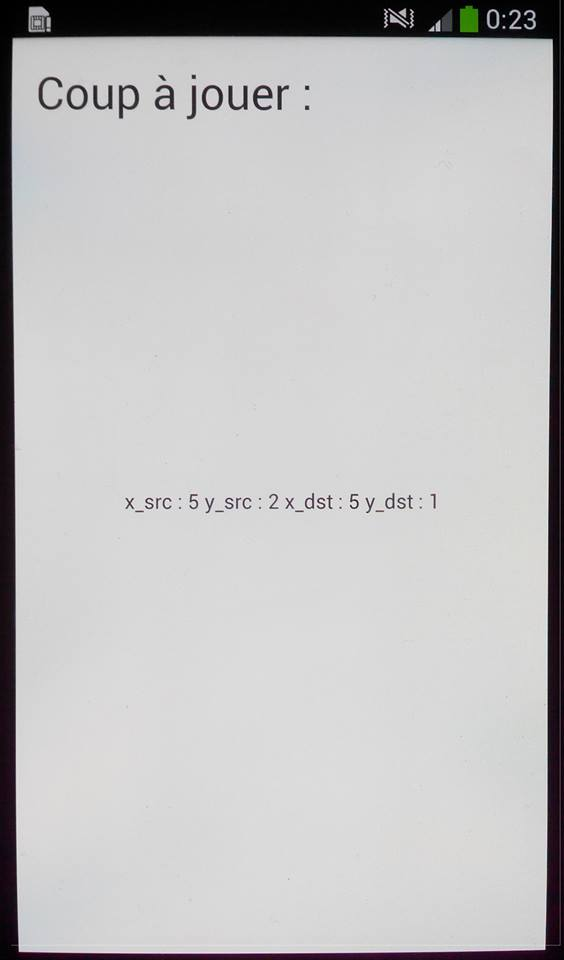 0:23
Coup à jouer :
x_src : 5 y_src : 2 x_dst : 5 y_dst : 1